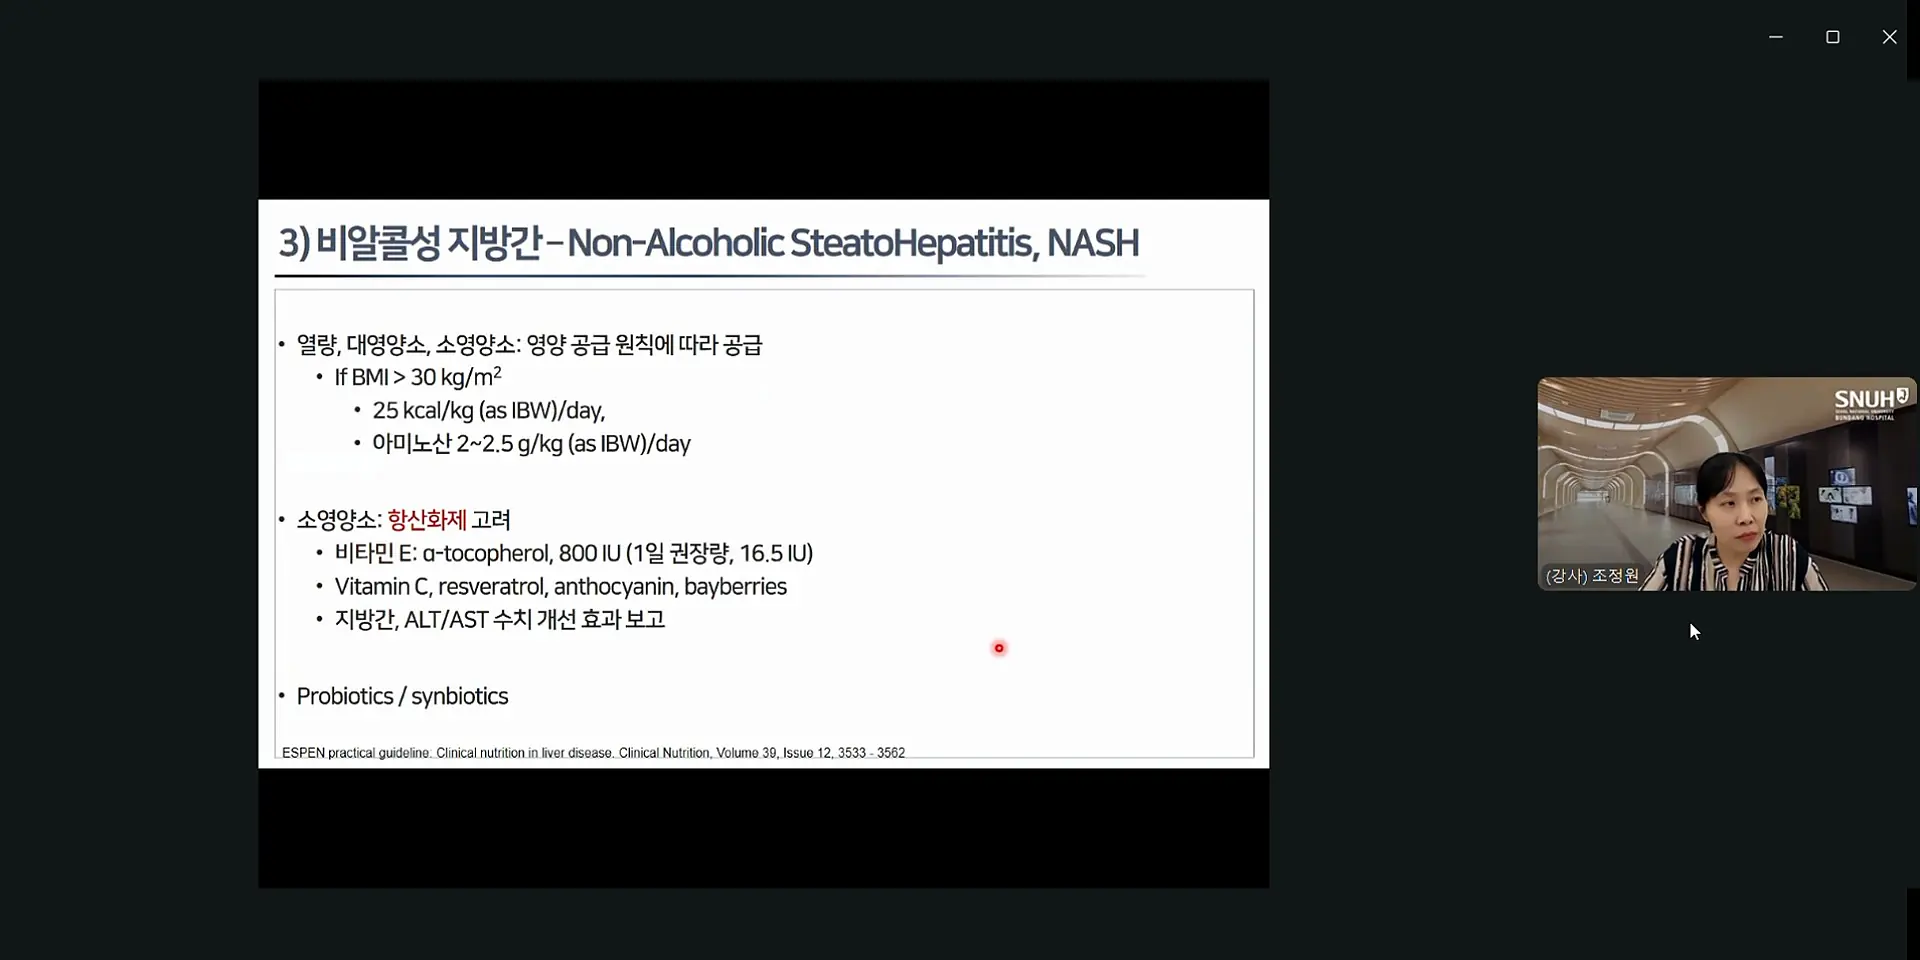 3) 비알콜성 지방간 – Non-Alcoholic SteatoHepatitis, NASH
• 열량, 대영양소, 소영양소: 영양 공급 원칙에 따라 공급
• If BMI > 30 kg/m²
• 25 kcal/kg (as IBW)/day,
• 아미노산 2~2.5 g/kg (as IBW)/day
• 소영양소: 항산화제 고려
• 비타민 E: α-tocopherol, 800 IU (1일 권장량, 16.5 IU)
• Vitamin C, resveratrol, anthocyanin, bayberries
• 지방간, ALT/AST 수치 개선 효과 보고
• Probiotics / synbiotics
ESPEN practical guideline: Clinical nutrition in liver disease. Clinical Nutrition, Volume 39, Issue 12, 3533 - 3562
SNUH
SEOUL NATIONAL UNIVERSITY
BUNDANG HOSPITAL
(강사) 조정원